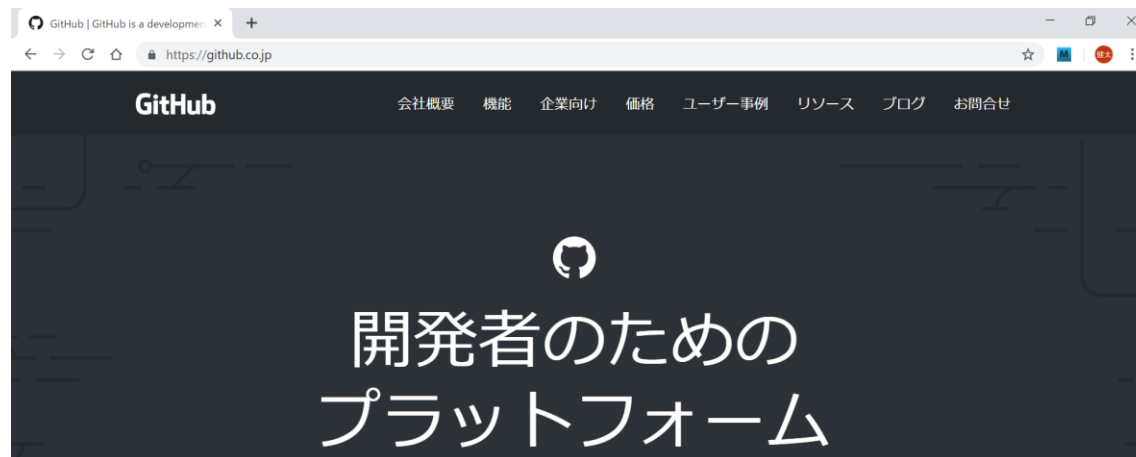 GitHub | GitHub is a developmen
https://github.co.jp
M
健太
GitHub 会社概要 機能 企業向け 価格 ユーザー事例 リソース ブログ お問合せ
開発者のための
プラットフォーム